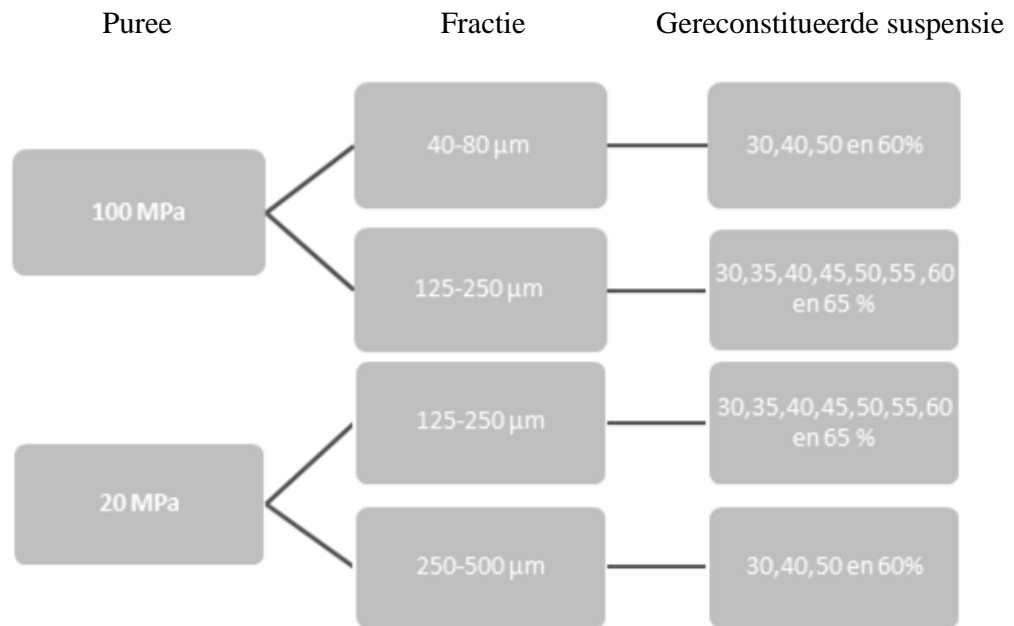 Puree Fractie Gereconstitueerde suspensie
40-80 µm
30,40,50 en 60%
100 MPa
125-250 µm
30,35,40,45,50,55 ,60
en 65 %
125-250 µm
30,35,40,45,50,55,60
en 65 %
20 MPa
250-500 µm
30,40,50 en 60%